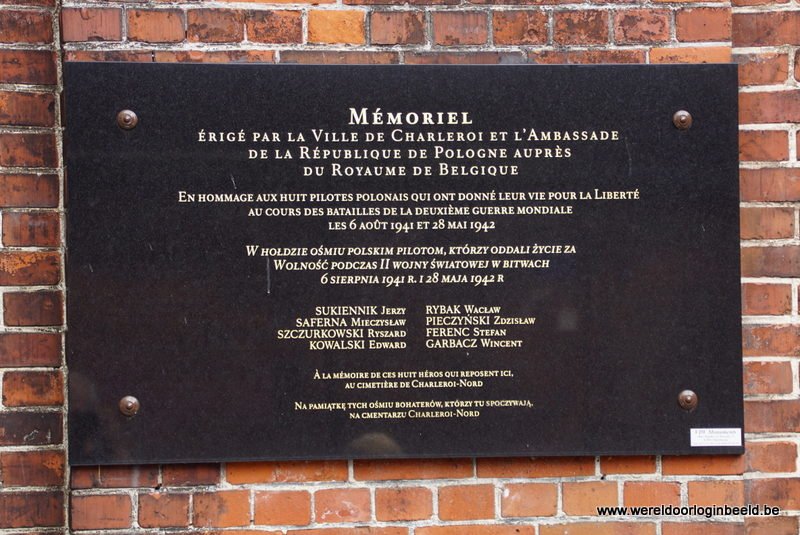 Mémoriel
érigé par la Ville de Charleroi et l'Ambassade
de la République de Pologne auprès
du Royaume de Belgique
En hommage aux huit pilotes polonais qui ont donné leur vie pour la Liberté
au cours des batailles de la deuxième guerre mondiale
les 6 août 1941 et 28 mai 1942
W hołdzie ośmiu polskim pilotom, którzy oddali życie za
Wolność podczas II wojny światowej w bitwach
6 sierpnia 1941 r. i 28 maja 1942 r
SUKIENNIK Jerzy RYBAK Wacław
SAFERNA Mieczysław PIECZYŃSKI Zdzisław
SZCZURKOWSKI Ryszard FERENC Stefan
KOWALSKI Edward GARBACZ Wincent
À la mémoire de ces huit héros qui reposent ici,
au cimetière de Charleroi-Nord
Na pamiątkę tych ośmiu bohaterów, którzy tu spoczywają,
na cmentarzu Charleroi-Nord
www.wereldoorloginbeeld.be